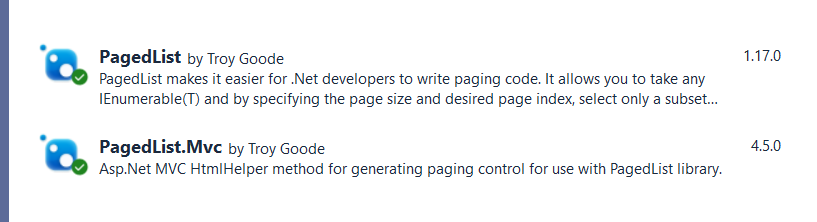 PagedList by Troy Goode 1.17.0
PagedList makes it easier for .Net developers to write paging code. It allows you to take any
IEnumerable(T) and by specifying the page size and desired page index, select only a subset...
PagedList.Mvc by Troy Goode 4.5.0
Asp.Net MVC HtmlHelper method for generating paging control for use with PagedList library.